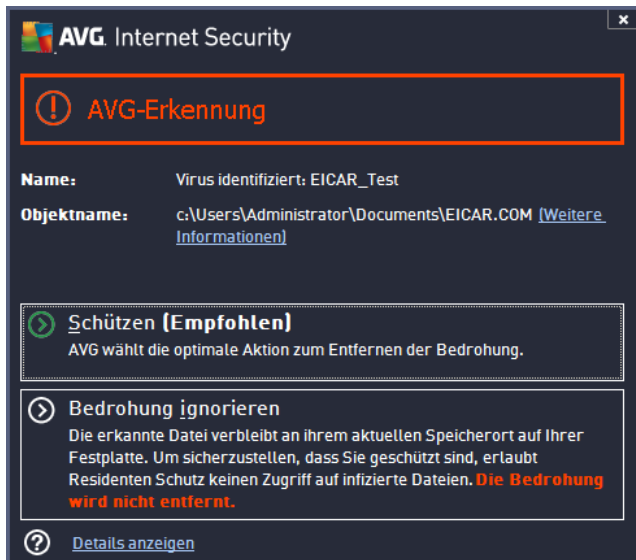 AVG. Internet Security
x
AVG-Erkennung
Name: Virus identifiziert: EICAR_Test
Objektname: c:\Users\Administrator\Documents\EICAR.COM (Weitere
Informationen)
Schützen (Empfohlen)
AVG wählt die optimale Aktion zum Entfernen der Bedrohung.
Bedrohung ignorieren
Die erkannte Datei verbleibt an ihrem aktuellen Speicherort auf Ihrer
Festplatte. Um sicherzustellen, dass Sie geschützt sind, erlaubt
Residenten Schutz keinen Zugriff auf infizierte Dateien. Die Bedrohung
wird nicht entfernt.
? Details anzeigen